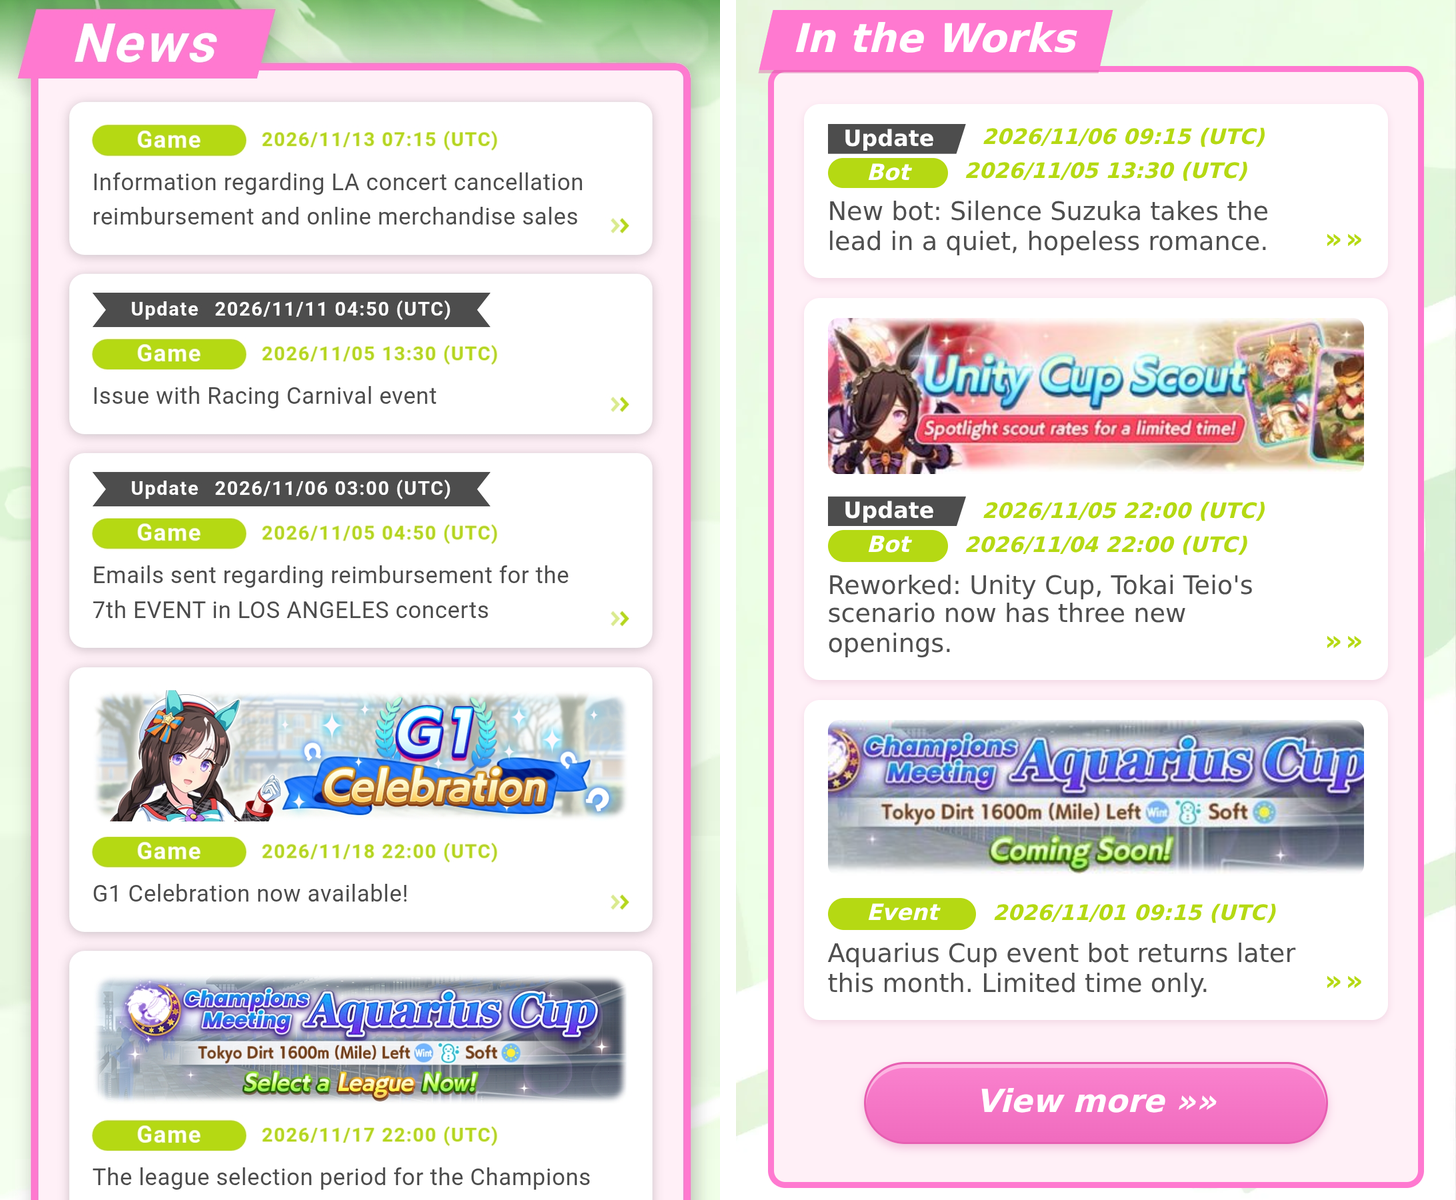 News
Game 2026/11/13 07:15 (UTC)
Information regarding LA concert cancellation
reimbursement and online merchandise sales
Update 2026/11/11 04:50 (UTC)
Game 2026/11/05 13:30 (UTC)
Issue with Racing Carnival event
Update 2026/11/06 03:00 (UTC)
Game 2026/11/05 04:50 (UTC)
Emails sent regarding reimbursement for the
7th EVENT in LOS ANGELES concerts
G1
Celebration
Game 2026/11/18 22:00 (UTC)
G1 Celebration now available!
Champions
Meeting Aquarius Cup
Tokyo Dirt 1600m (Mile) Left Wint Soft
Select a League Now!
Game 2026/11/17 22:00 (UTC)
The league selection period for the Champions
In the Works
Update 2026/11/06 09:15 (UTC)
Bot 2026/11/05 13:30 (UTC)
New bot: Silence Suzuka takes the
lead in a quiet, hopeless romance. »»
Unity Cup Scout
Spotlight scout rates for a limited time!
Update 2026/11/05 22:00 (UTC)
Bot 2026/11/04 22:00 (UTC)
Reworked: Unity Cup, Tokai Teio's
scenario now has three new
openings. »»
Champions
Meeting Aquarius Cup
Tokyo Dirt 1600m (Mile) Left Wint Soft
Coming Soon!
Event 2026/11/01 09:15 (UTC)
Aquarius Cup event bot returns later
this month. Limited time only. »»
View more »»